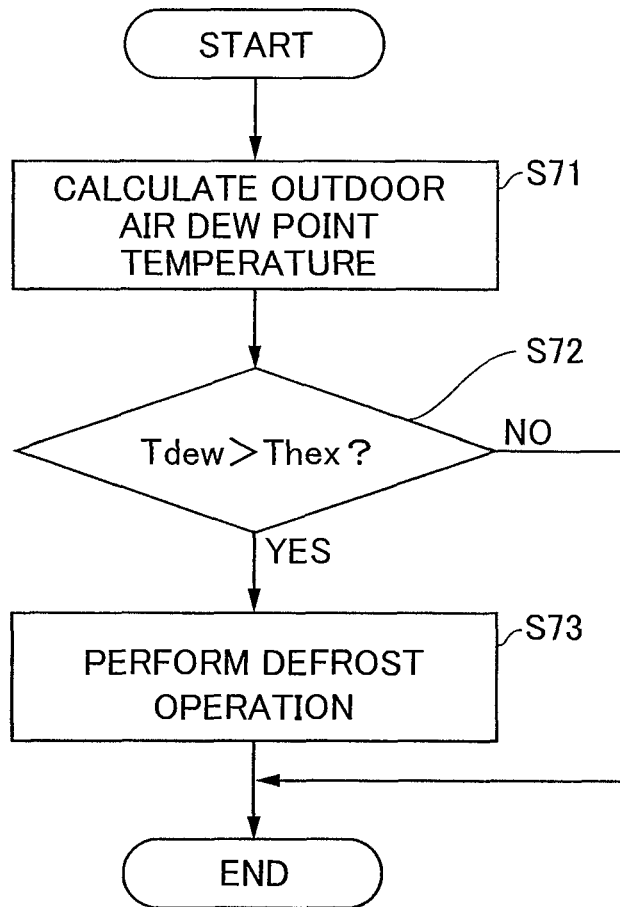 START
S71
CALCULATE OUTDOOR
AIR DEW POINT
TEMPERATURE
S72
Tdew>Thex?
NO
YES
S73
PERFORM DEFROST
OPERATION
END